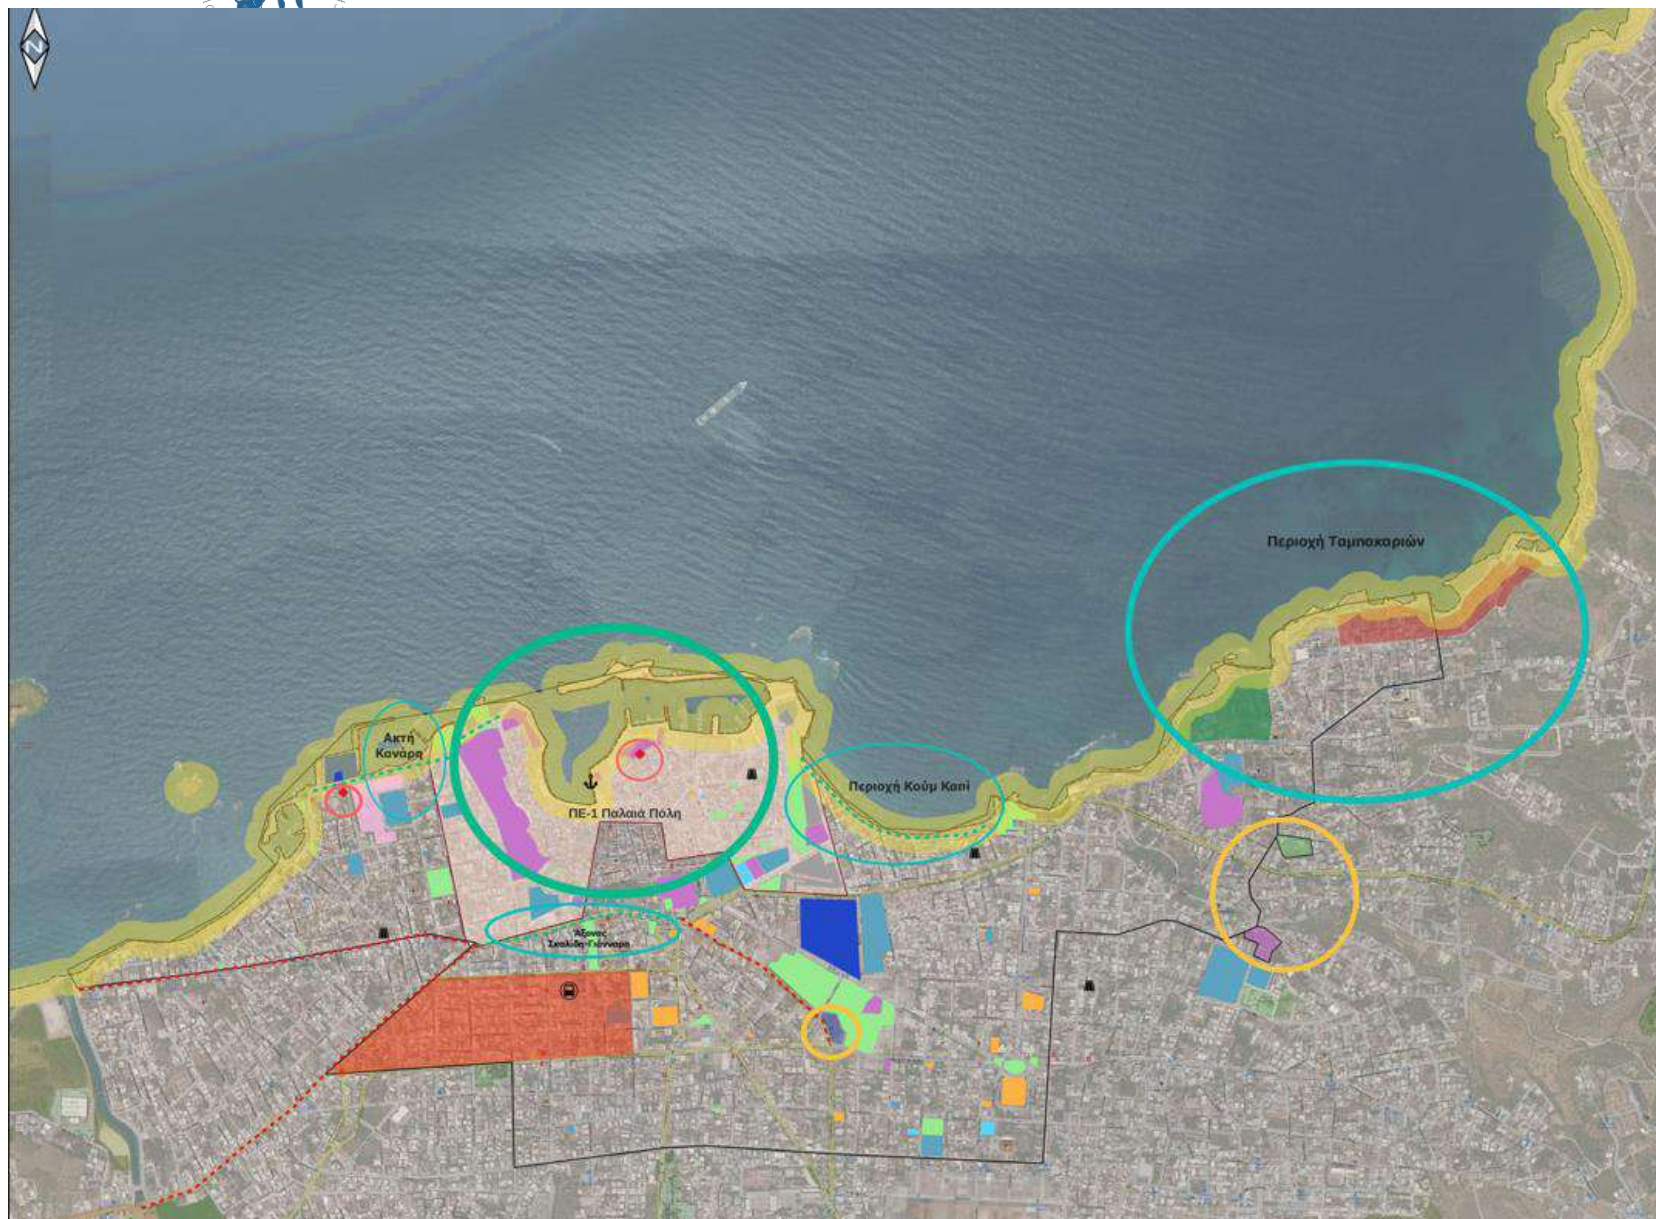 N
Περιοχή Ταμπακαριών
Ακτή
Κανάρη
Περιοχή Κούμ Καπί
ΠΕ-1 Παλαιά Πόλη
Άξονας
Σκαλίδη-Γιάνναρη